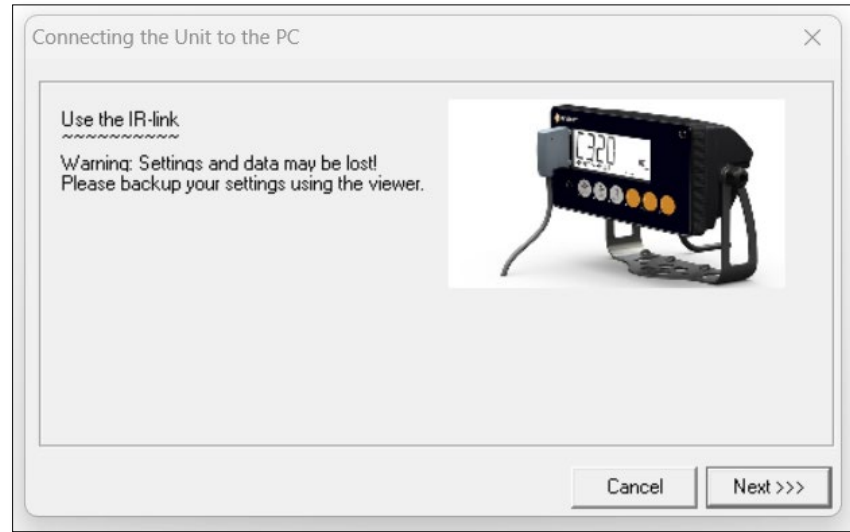 Connecting the Unit to the PC
Use the IR-link
~~~~~~~~~~
Warning: Settings and data may be lost!
Please backup your settings using the viewer.
C320
Cancel
Next >>>